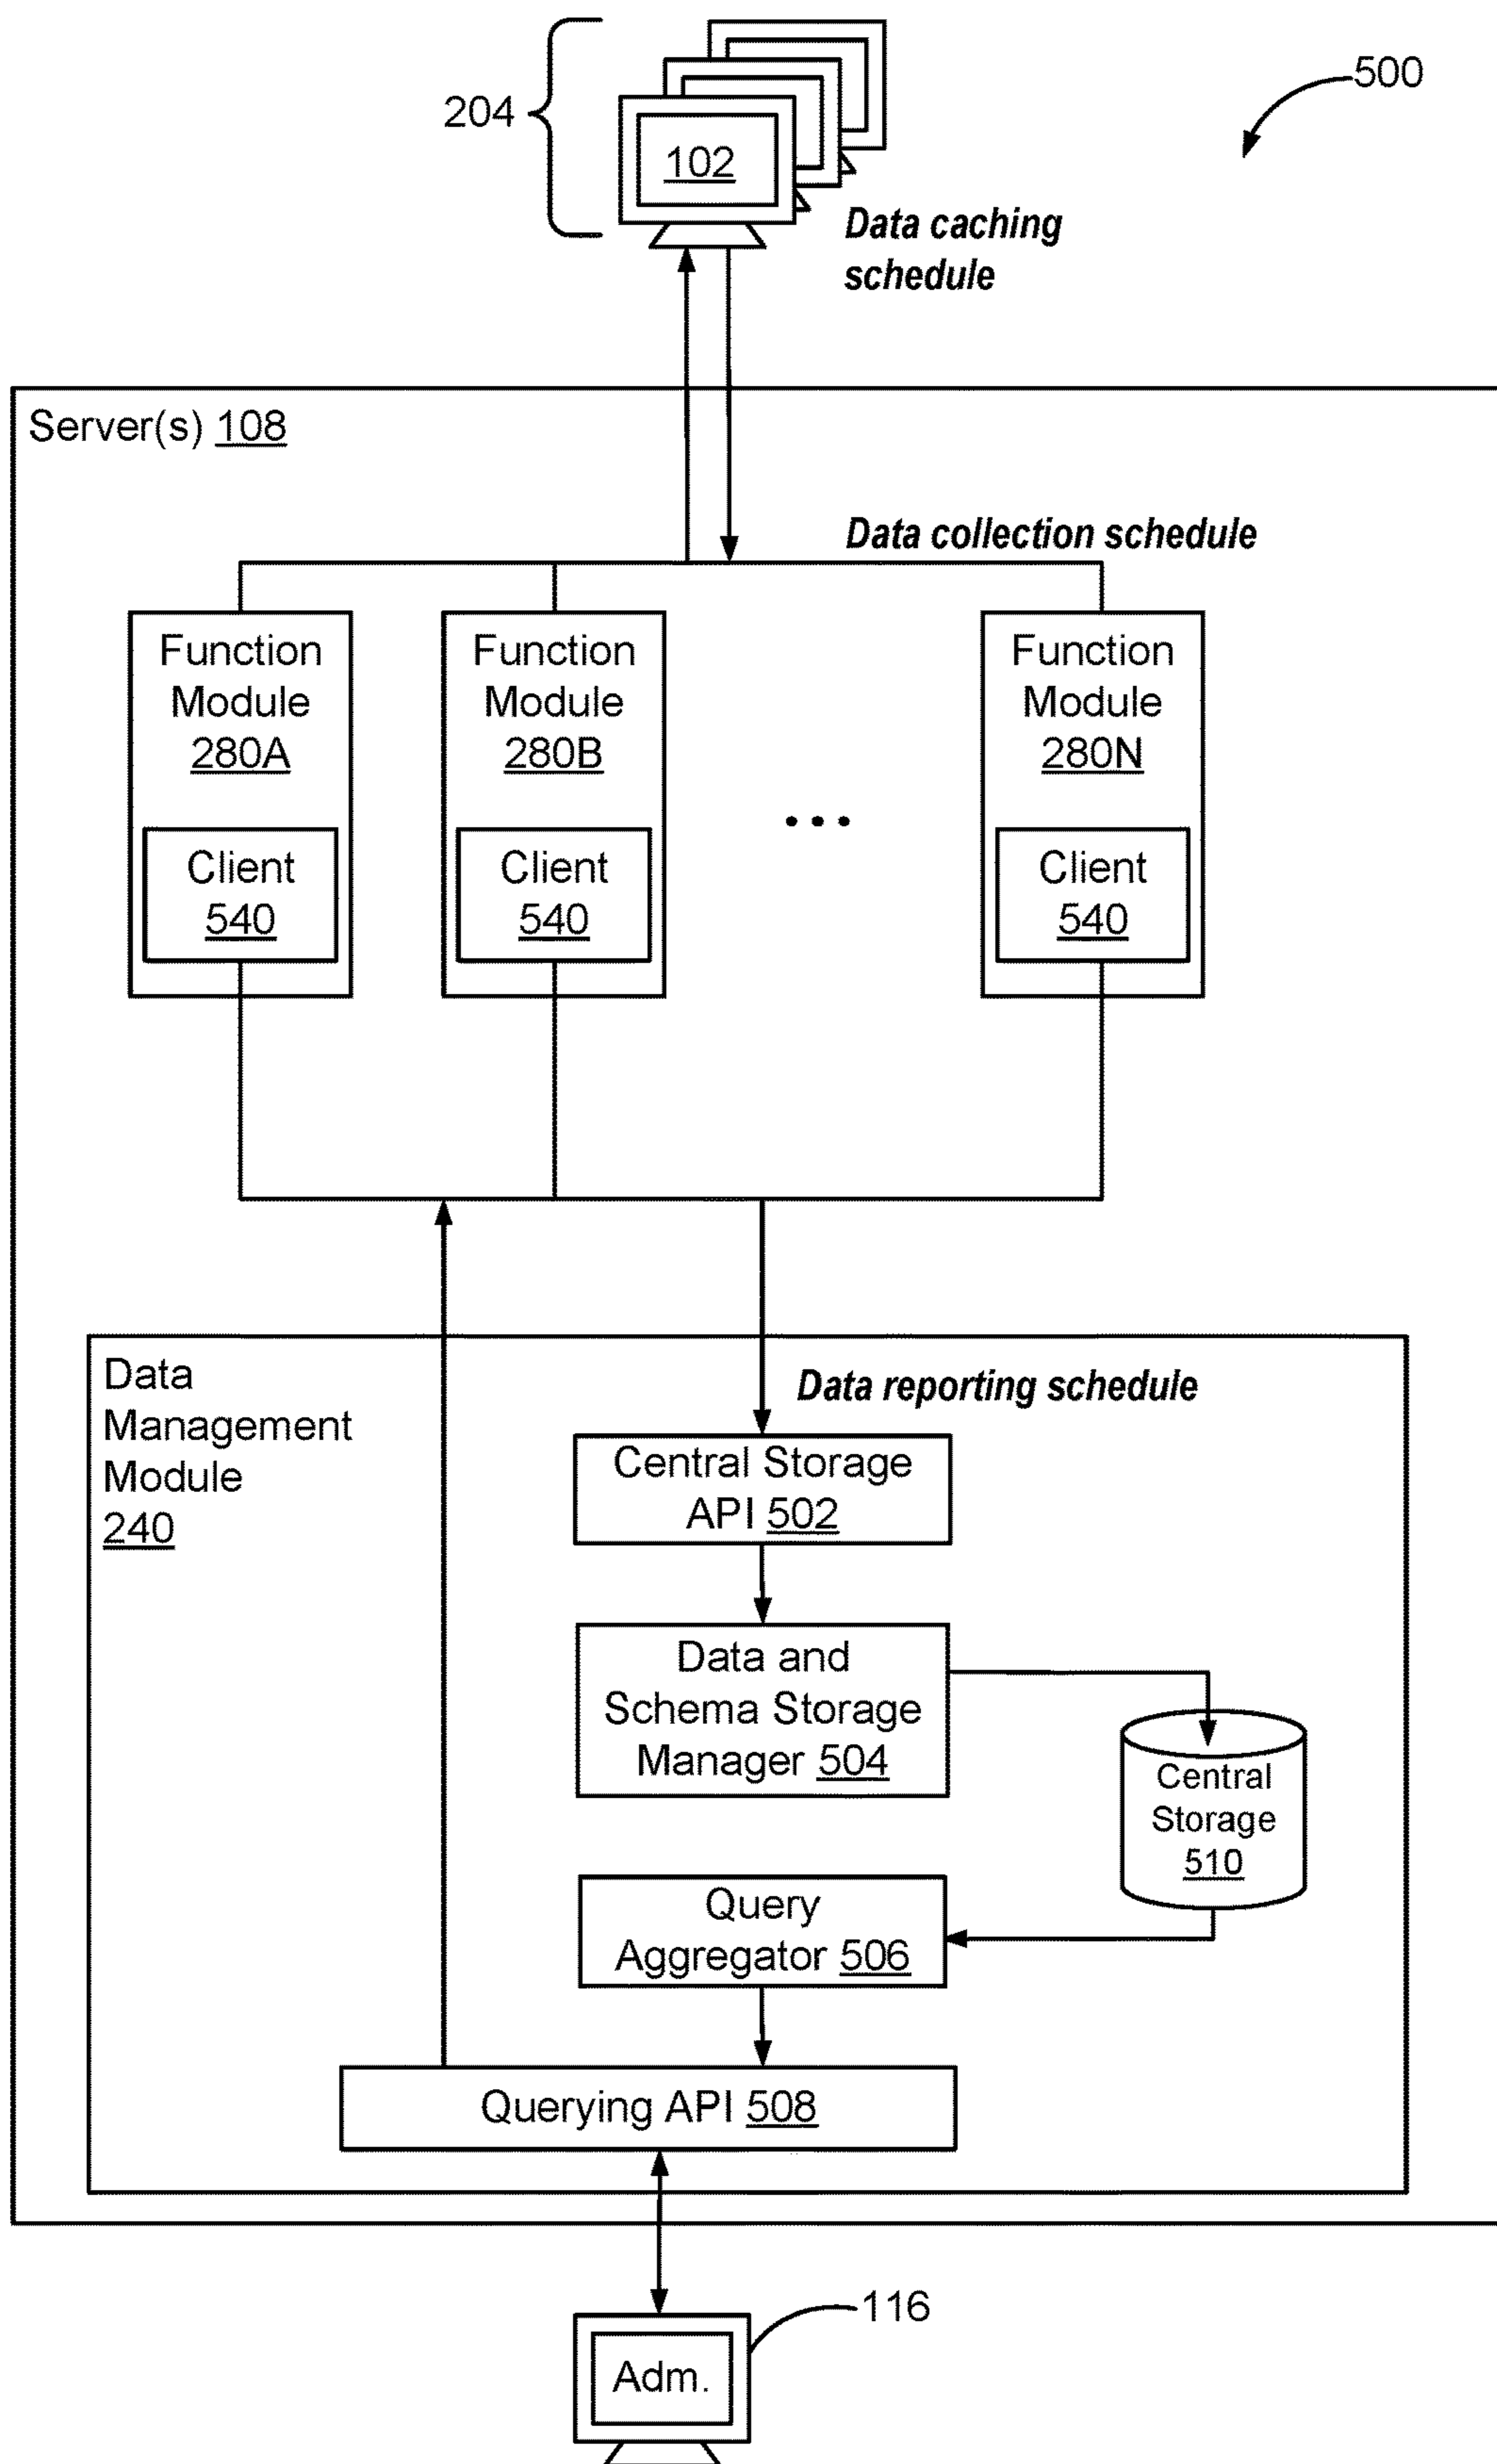 500
204
102
Data caching
schedule
Server(s) 108
Data collection schedule
Function
Module
280A
Client
540
Function
Module
280B
Client
540
...
Function
Module
280N
Client
540
Data
Management
Module
240
Data reporting schedule
Central Storage
API 502
Data and
Schema Storage
Manager 504
Central
Storage
510
Query
Aggregator 506
Querying API 508
116
Adm.